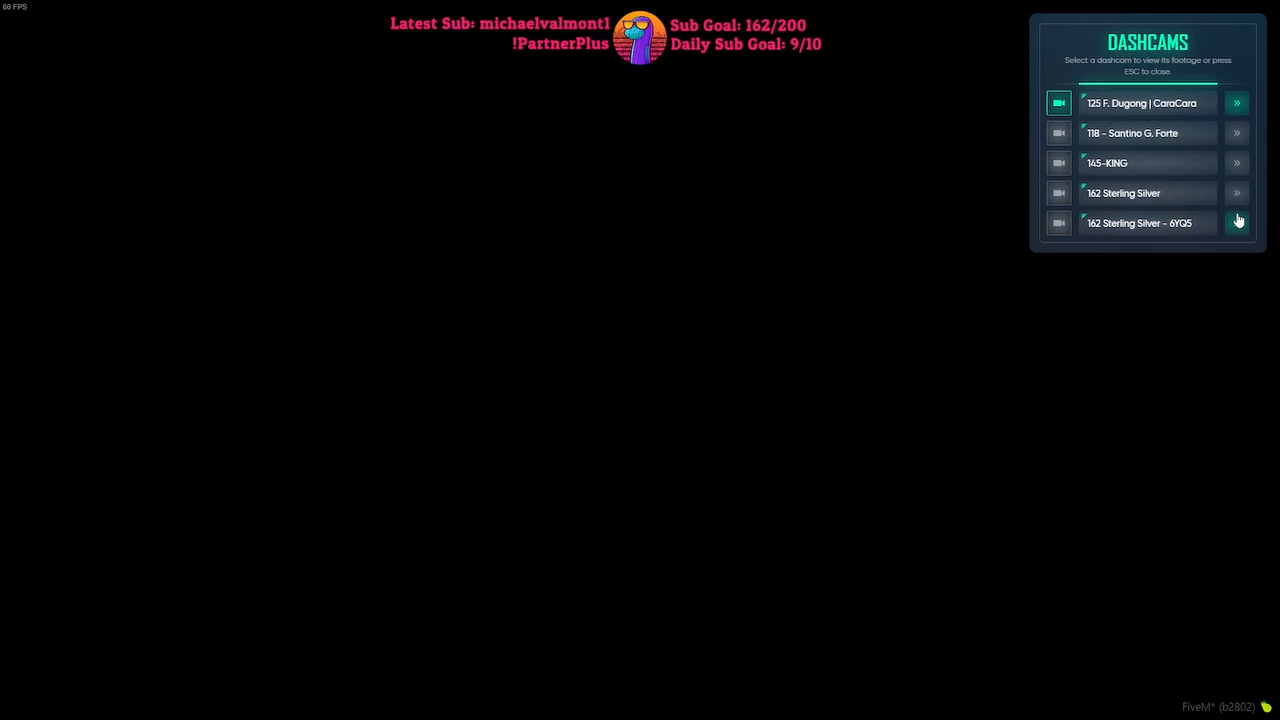 60 FPS
Latest Sub: michaelvalmont1
!PartnerPlus
Sub Goal: 162/200
Daily Sub Goal: 9/10
DASHCAMS
Select a dashcam to view its footage or press
ESC to close.
125 F. Dugong | CaraCara
118 - Santino G. Forte
145-KING
162 Sterling Silver
162 Sterling Silver - 6YQ5
FiveM* (b2802)